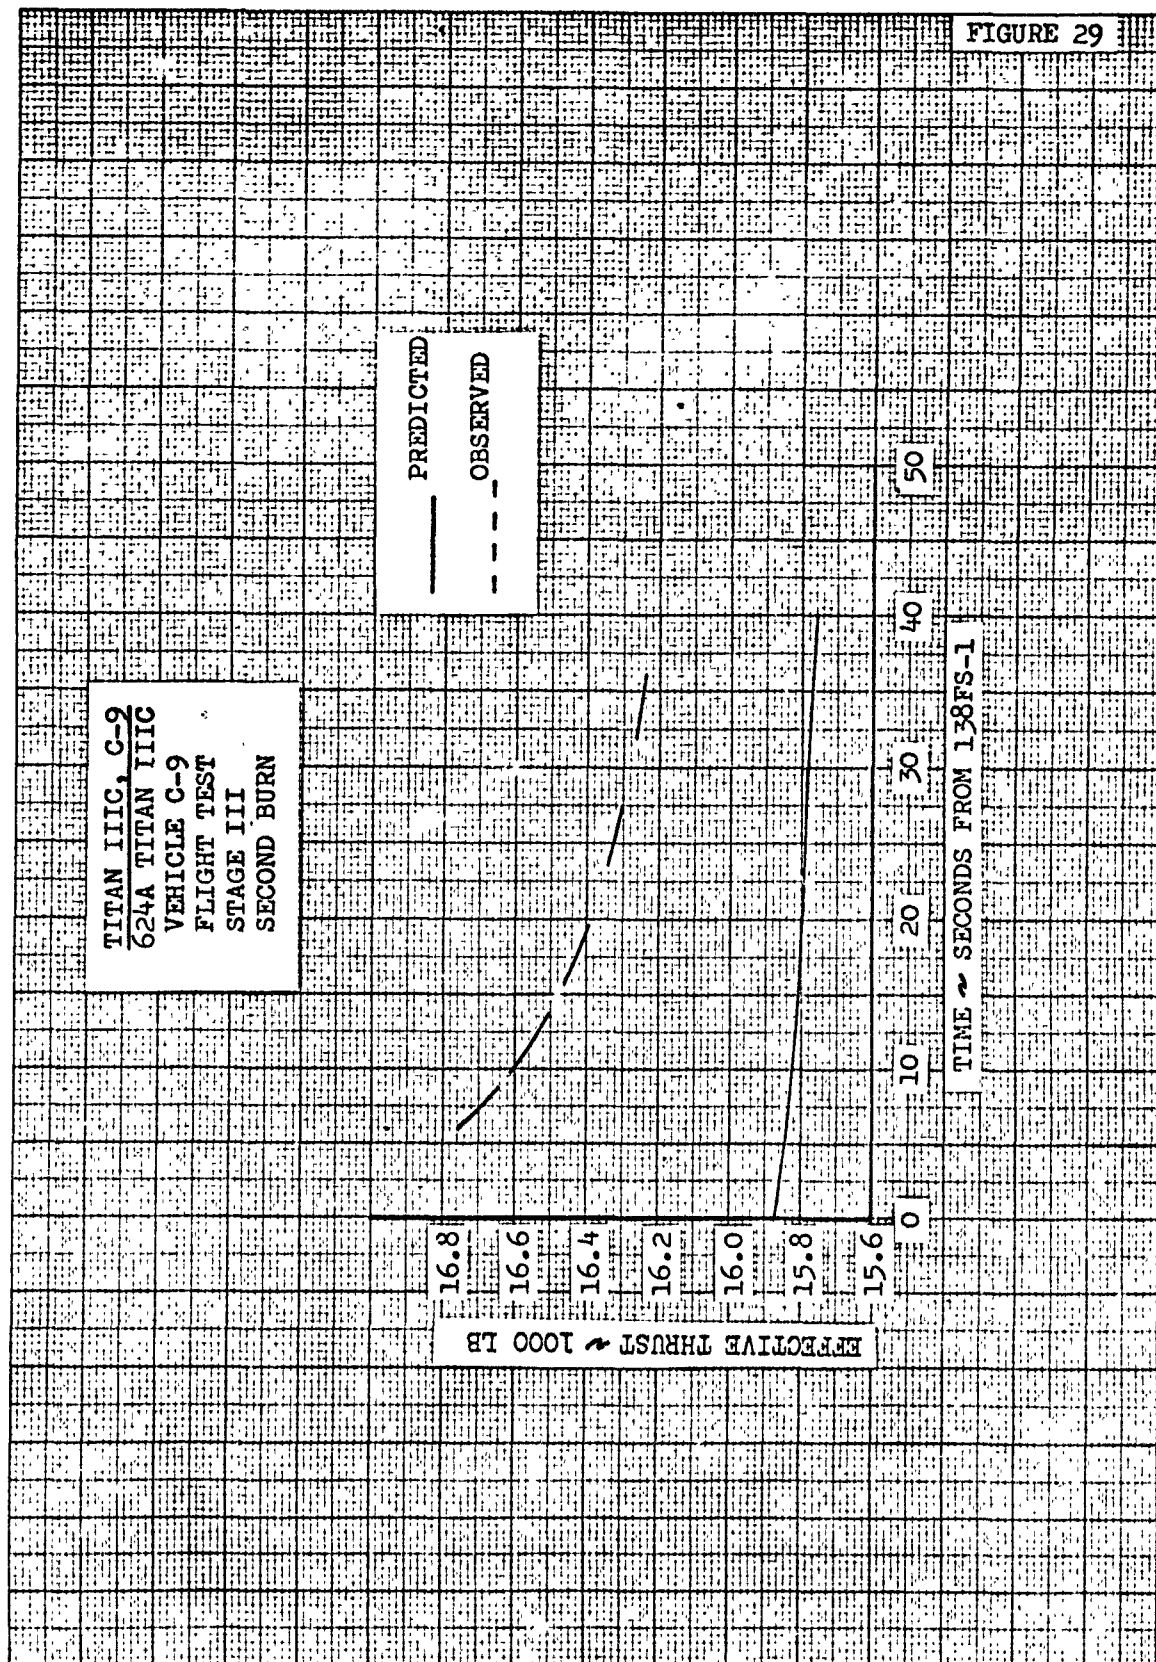 FIGURE 29
TITAN IIIC, C-9
624A TITAN IIIC
VEHICLE C-9
FLIGHT TEST
STAGE III
SECOND BURN
PREDICTED
OBSERVED
EFFECTIVE THRUST ~ 1000 LB
16.8
16.6
16.4
16.2
16.0
15.8
15.6
0
10
20
30
40
50
TIME ~ SECONDS FROM 138FS-1